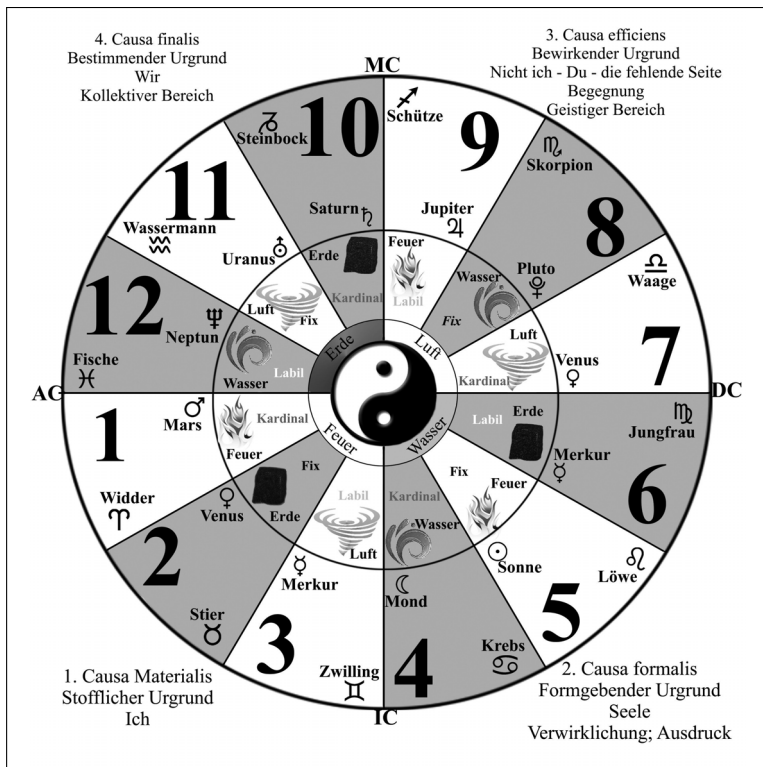 4. Causa finalis
Bestimmender Urgrund
Wir
Kollektiver Bereich
3. Causa efficiens
Bewirkender Urgrund
Nicht ich - Du - die fehlende Seite
Begegnung
Geistiger Bereich
MC
10
♑ Steinbock
Saturn ♄
Erde
Kardinal
9
♐
Schütze
Jupiter
♃
Feuer
Labil
11
Wassermann
♒
Uranus ⛢
Luft
Fix
8
♏
Skorpion
Pluto
♇
Wasser
Fix
12
Neptun ♆
Fische
♓
Wasser
Labil
7
♎
Waage
Venus
♀
Luft
Kardinal
Erde
Luft
Feuer
Wasser
AC
DC
1
♂
Mars
Widder
♈
Feuer
Kardinal
6
♍
Jungfrau
Merkur
☿
Erde
Labil
2
♀
Venus
Stier
♉
Erde
Fix
5
☉
Sonne
♌
Löwe
Feuer
Fix
3
☿
Merkur
Zwilling
♊
Luft
Labil
4
☾
Mond
Krebs
♋
Wasser
Kardinal
IC
1. Causa Materialis
Stofflicher Urgrund
Ich
2. Causa formalis
Formgebender Urgrund
Seele
Verwirklichung; Ausdruck